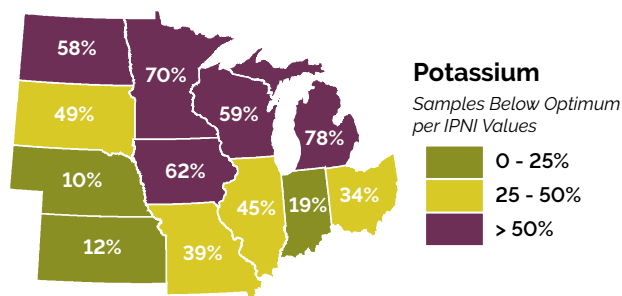 58%
70%
59%
78%
49%
10%
62%
45%
19%
34%
12%
39%
Potassium
Samples Below Optimum
per IPNI Values
0 - 25%
25 - 50%
> 50%